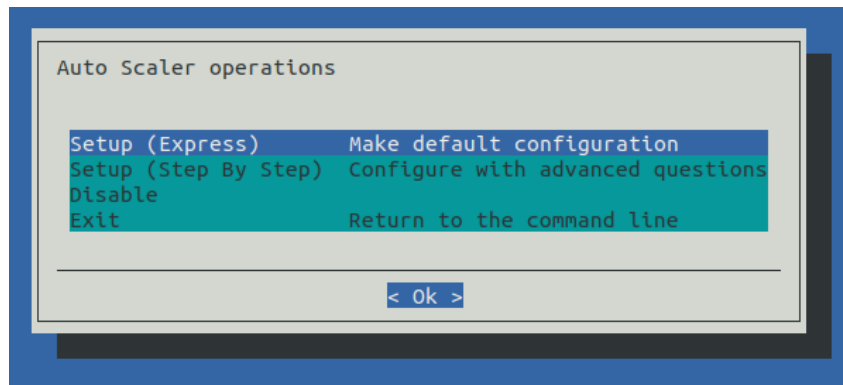 Auto Scaler operations
Setup (Express) Make default configuration
Setup (Step By Step) Configure with advanced questions
Disable
Exit Return to the command line
< Ok >